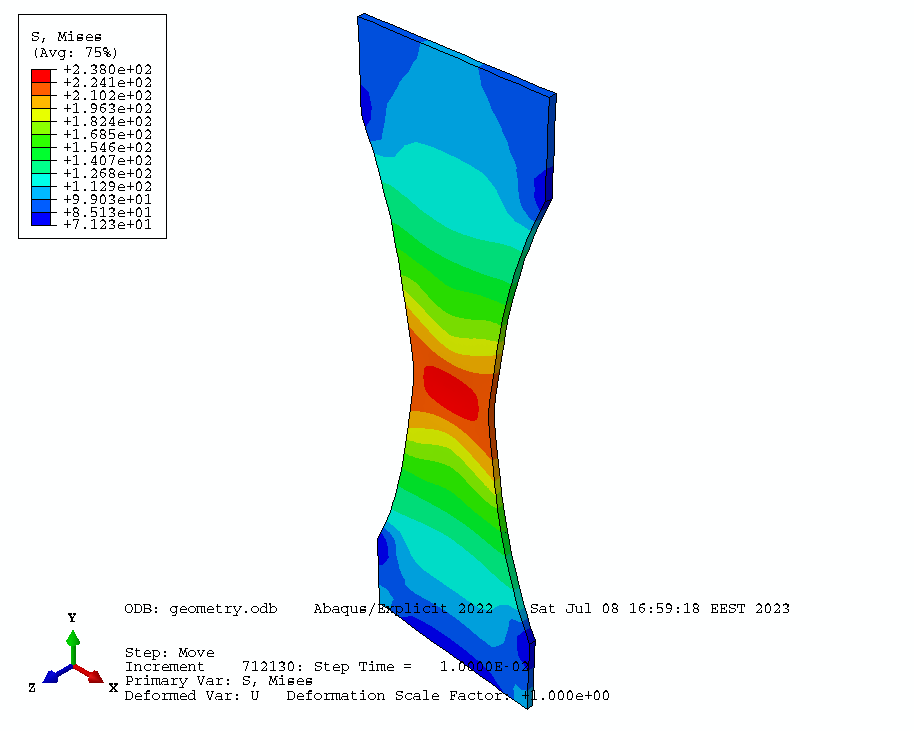 S, Mises
(Avg: 75%)
+2.380e+02
+2.241e+02
+2.102e+02
+1.963e+02
+1.824e+02
+1.685e+02
+1.546e+02
+1.407e+02
+1.268e+02
+1.129e+02
+9.903e+01
+8.513e+01
+7.123e+01
ODB: geometry.odb Abaqus/Explicit 2022 Sat Jul 08 16:59:18 EEST 2023
Y
Z
X
Step: Move
Increment 712130: Step Time = 1.0000E-02
Primary Var: S, Mises
Deformed Var: U Deformation Scale Factor: +1.000e+00